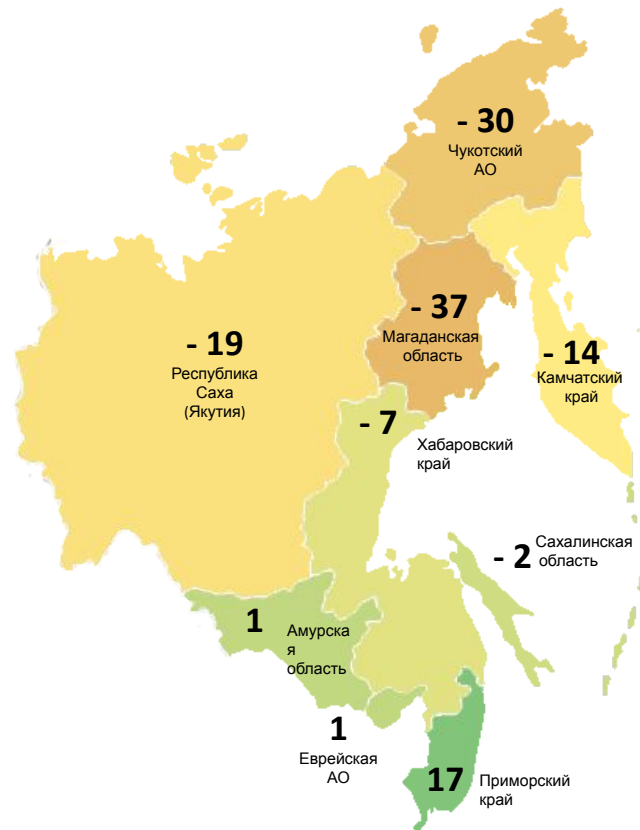 - 30
Чукотский
АО
- 37
Магаданская
область
- 19
Республика
Саха
(Якутия)
- 14
Камчатский
край
- 7
Хабаровский
край
- 2
Сахалинская
область
1
Амурска
я
область
1
Еврейская
АО
17
Приморский
край